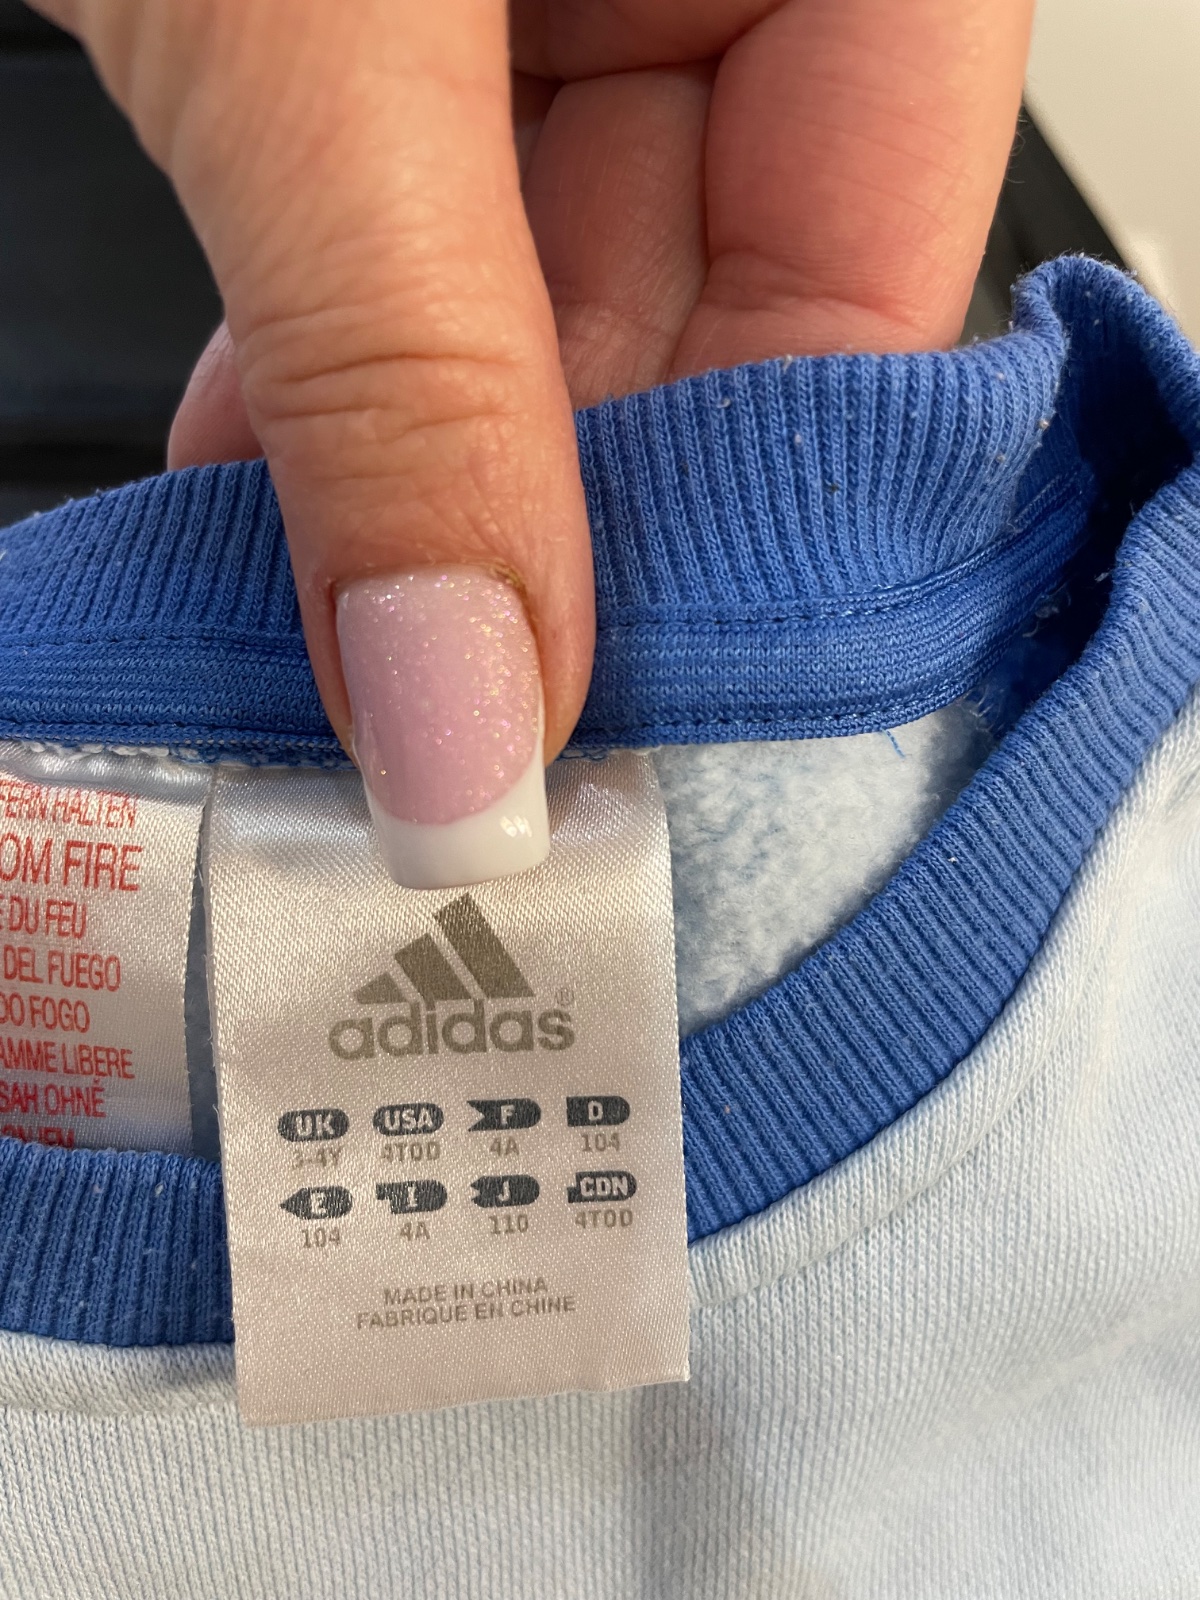 FERN HALTEN
OM FIRE
DU FEU
DEL FUEGO
DO FOGO
AMME LIBERE
SAH OHNĚ
adidas®
UK USA F D
3-4Y 4TOD 4A 104
E I J CDN
104 4A 110 4TOD
MADE IN CHINA
FABRIQUE EN CHINE